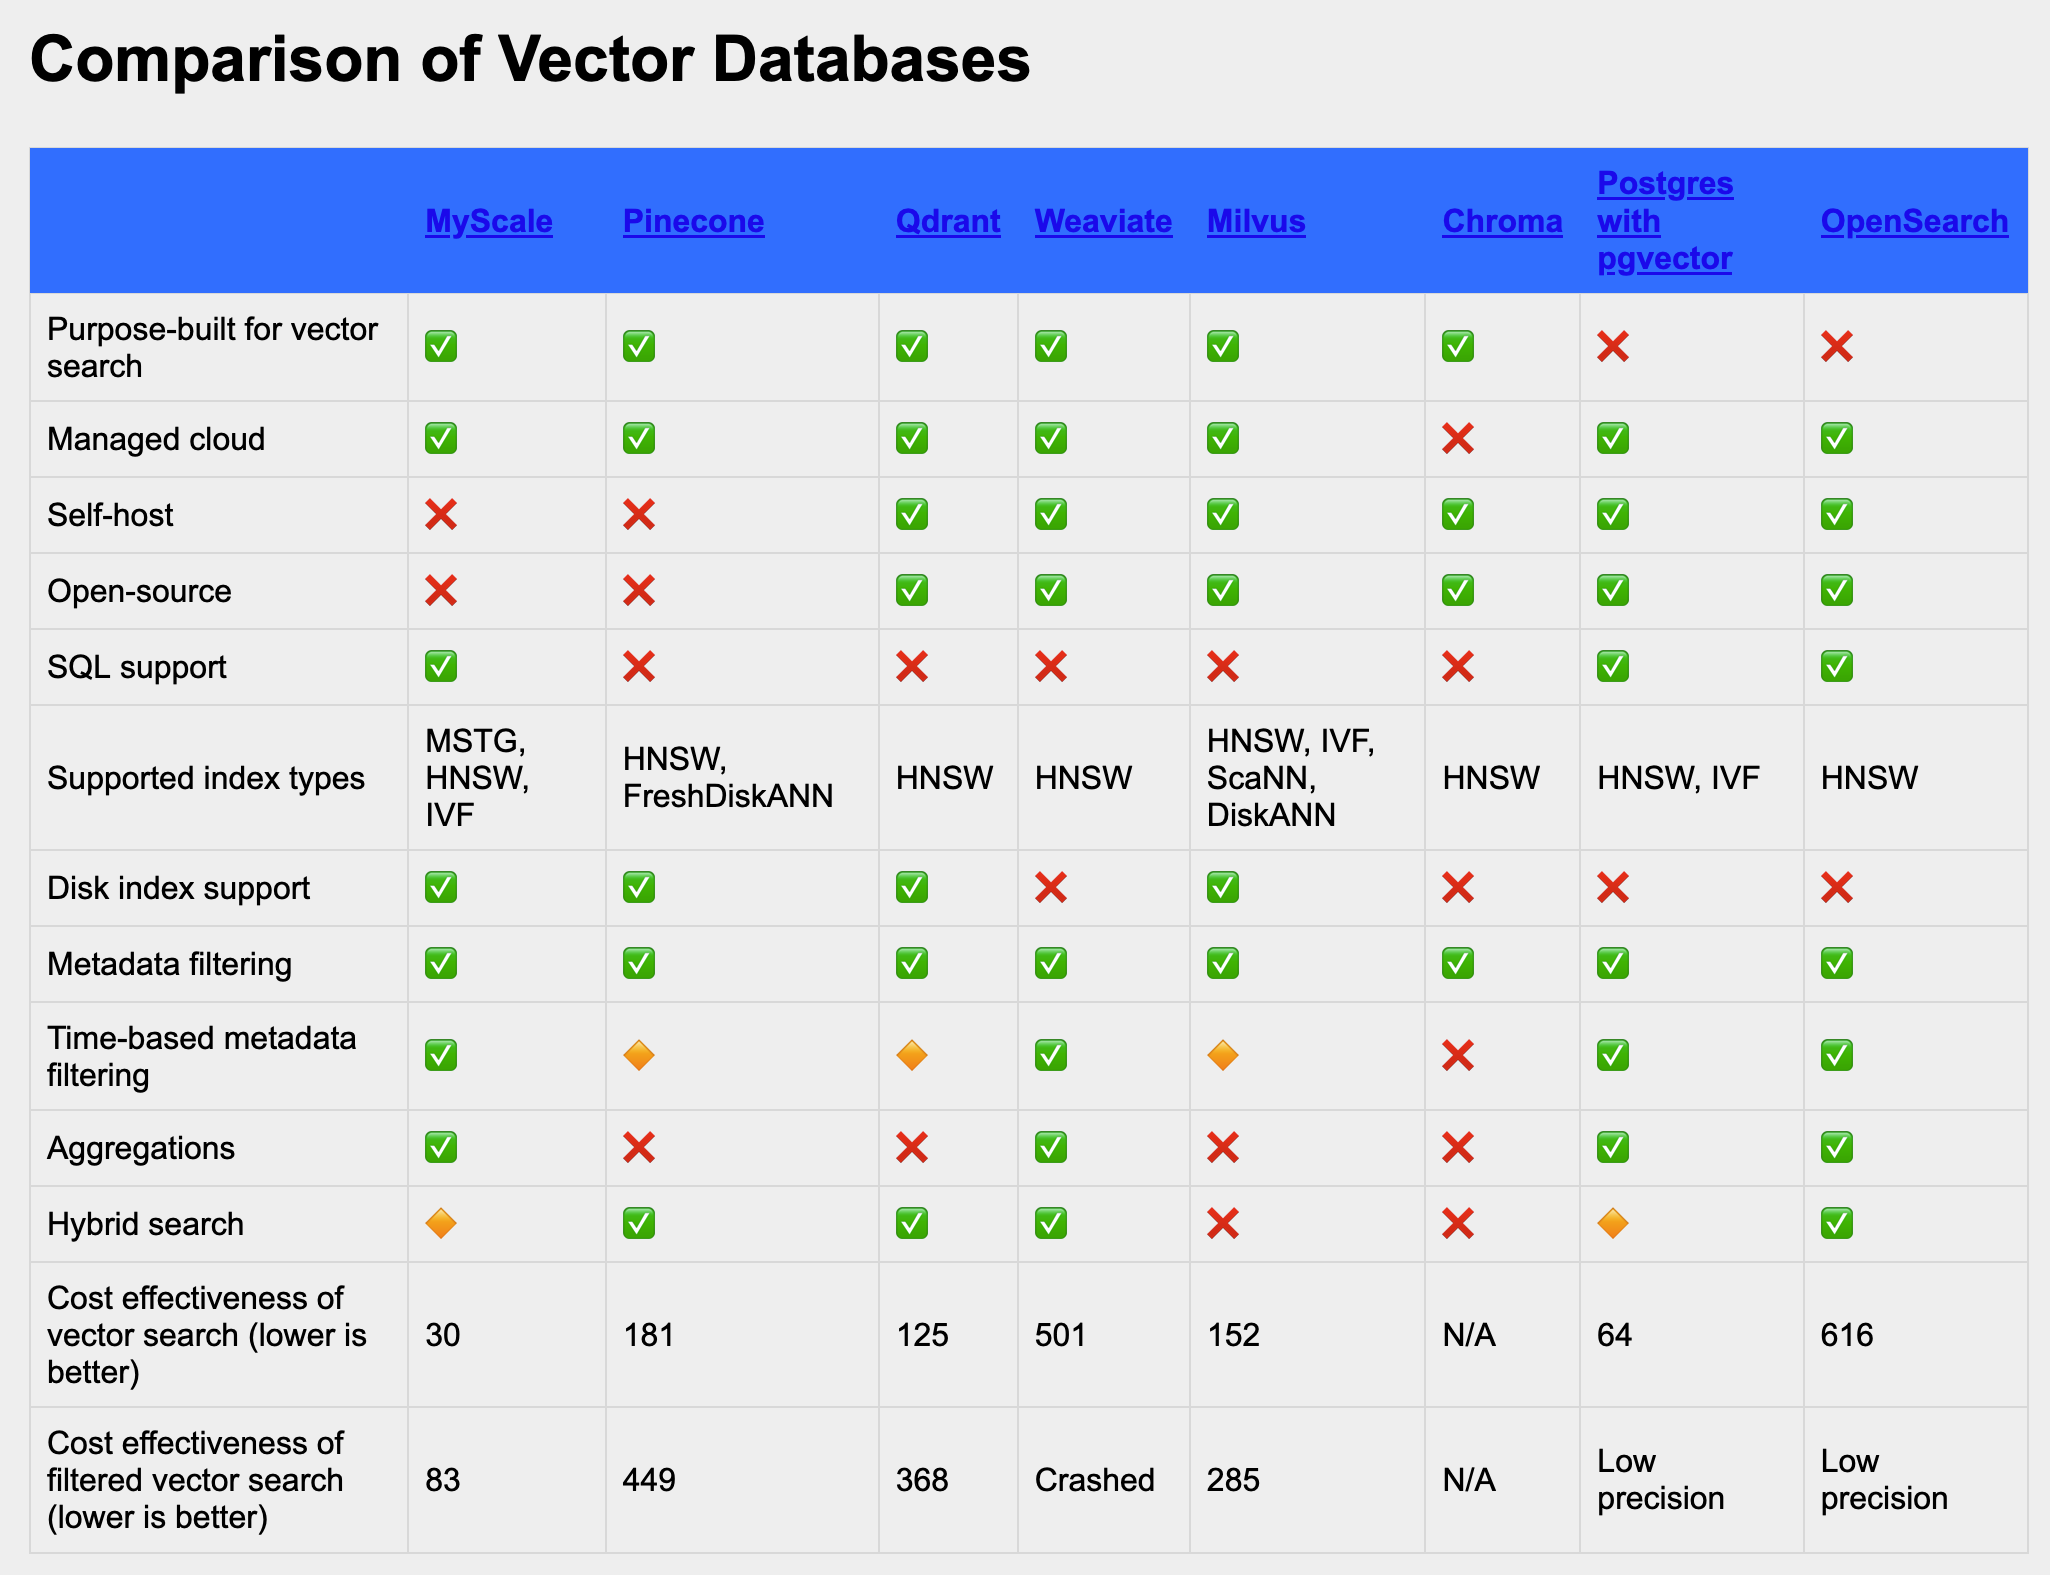 Comparison of Vector Databases
MyScale Pinecone Qdrant Weaviate Milvus Chroma Postgres with pgvector OpenSearch
Purpose-built for vector search ✅ ✅ ✅ ✅ ✅ ✅ ❌ ❌
Managed cloud ✅ ✅ ✅ ✅ ✅ ❌ ✅ ✅
Self-host ❌ ❌ ✅ ✅ ✅ ✅ ✅ ✅
Open-source ❌ ❌ ✅ ✅ ✅ ✅ ✅ ✅
SQL support ✅ ❌ ❌ ❌ ❌ ❌ ✅ ✅
Supported index types MSTG, HNSW, IVF HNSW, FreshDiskANN HNSW HNSW HNSW, IVF, ScaNN, DiskANN HNSW HNSW, IVF HNSW
Disk index support ✅ ✅ ✅ ❌ ✅ ❌ ❌ ❌
Metadata filtering ✅ ✅ ✅ ✅ ✅ ✅ ✅ ✅
Time-based metadata filtering ✅ 🔶 🔶 ✅ 🔶 ❌ ✅ ✅
Aggregations ✅ ❌ ❌ ✅ ❌ ❌ ✅ ✅
Hybrid search 🔶 ✅ ✅ ✅ ❌ ❌ 🔶 ✅
Cost effectiveness of vector search (lower is better) 30 181 125 501 152 N/A 64 616
Cost effectiveness of filtered vector search (lower is better) 83 449 368 Crashed 285 N/A Low precision Low precision